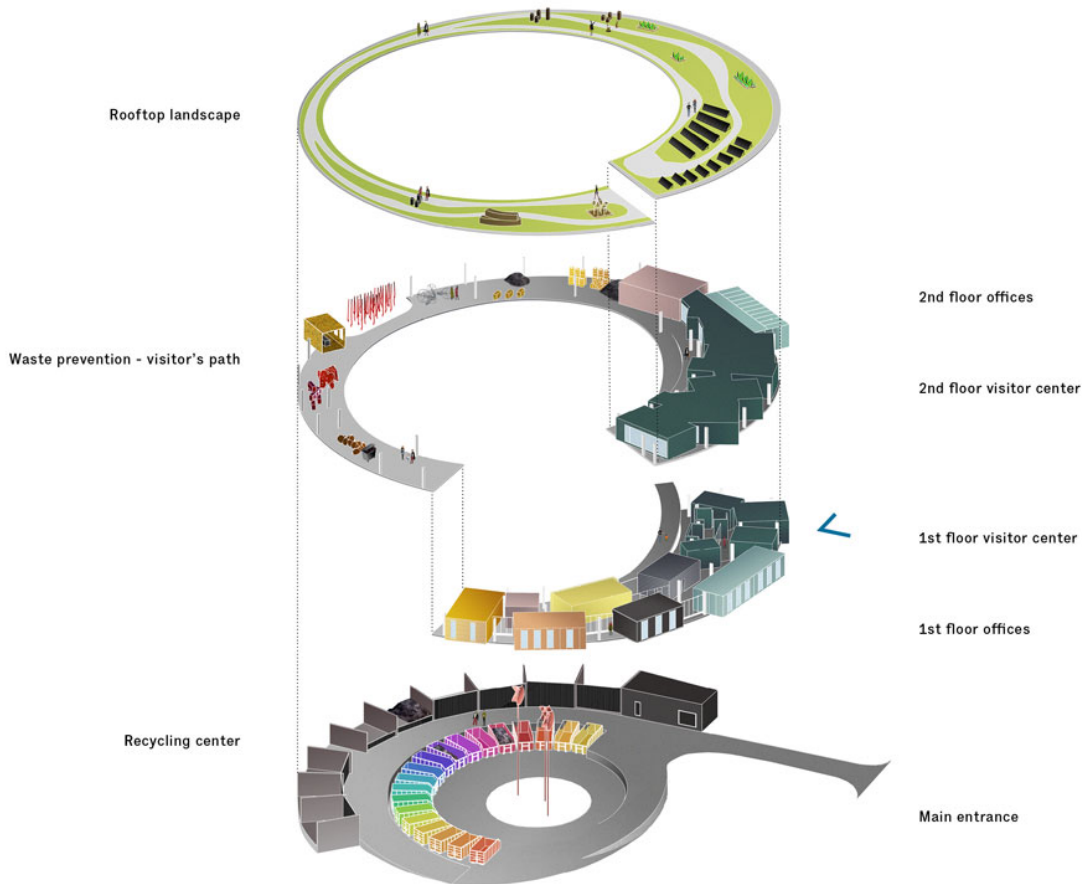 Rooftop landscape
2nd floor offices
Waste prevention - visitor's path
2nd floor visitor center
1st floor visitor center
1st floor offices
Recycling center
Main entrance